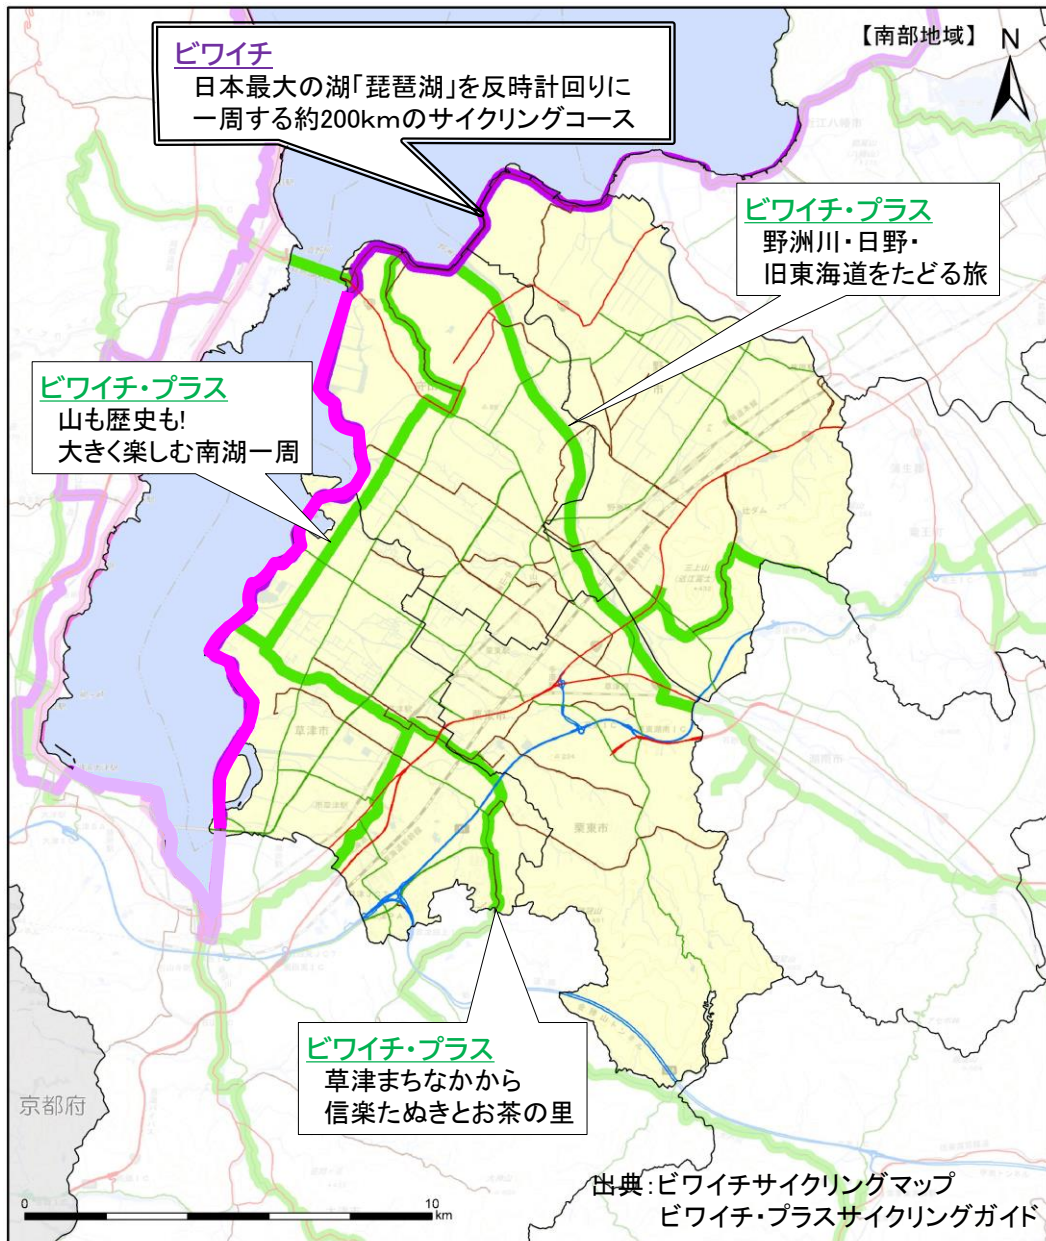 【南部地域】
N
ビワイチ
日本最大の湖「琵琶湖」を反時計回りに
一周する約200kmのサイクリングコース
ビワイチ・プラス
野洲川・日野・
旧東海道をたどる旅
ビワイチ・プラス
山も歴史も!
大きく楽しむ南湖一周
草津市
栗東市
湖南市
竜王町
ビワイチ・プラス
草津まちなかから
信楽たぬきとお茶の里
京都府
出典:ビワイチサイクリングマップ
ビワイチ・プラスサイクリングガイド
0 10
km